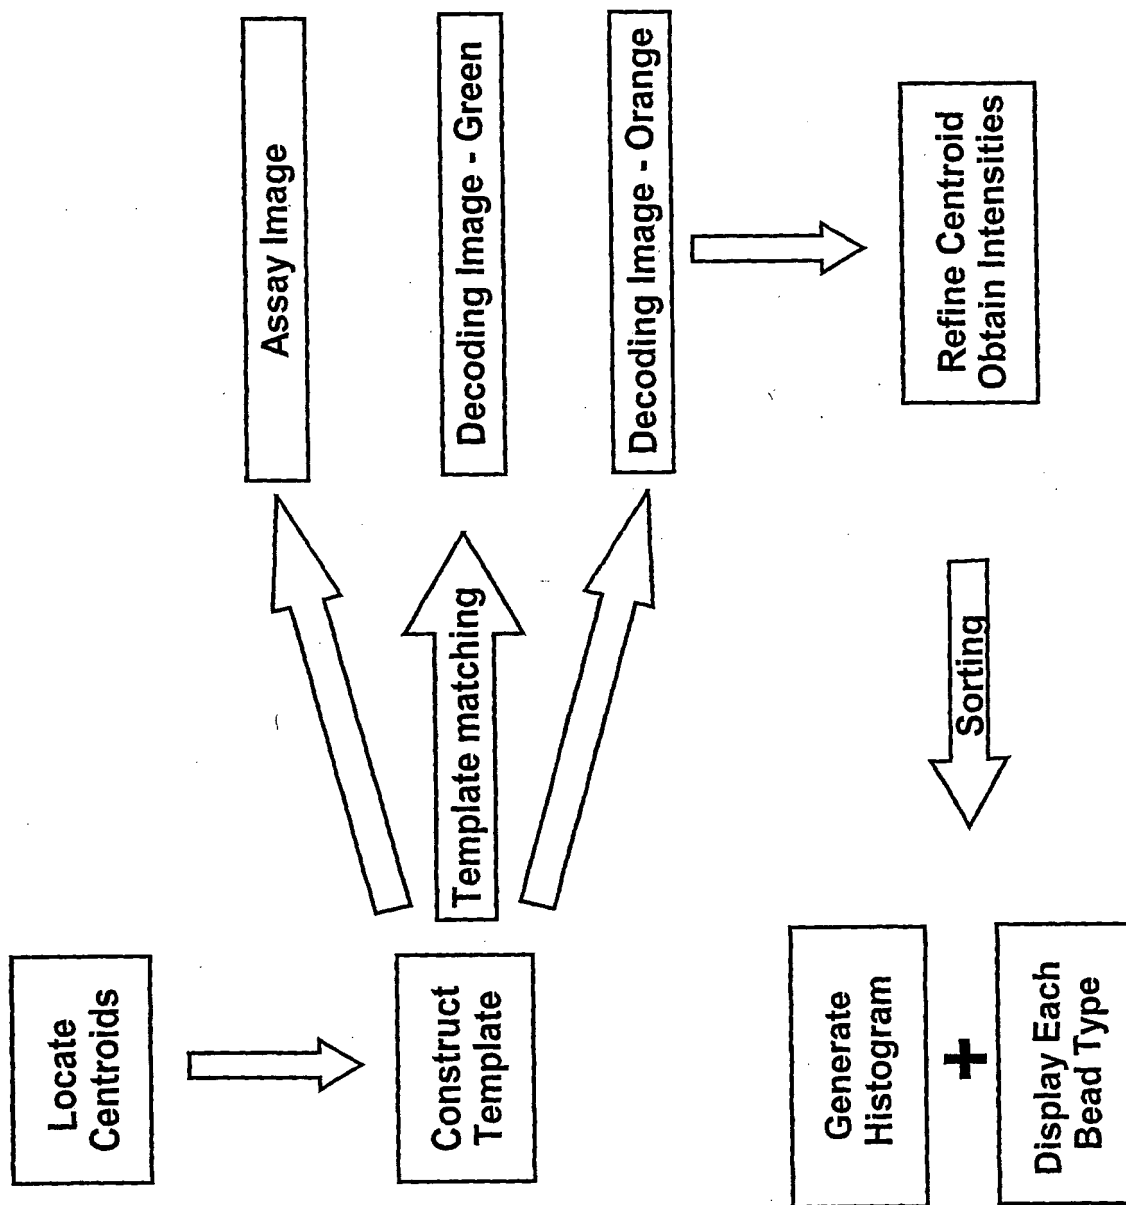 Locate
Centroids
Construct
Template
Template matching
Assay Image
Decoding Image - Green
Decoding Image - Orange
Refine Centroid
Obtain Intensities
Sorting
Generate
Histogram
+
Display Each
Bead Type